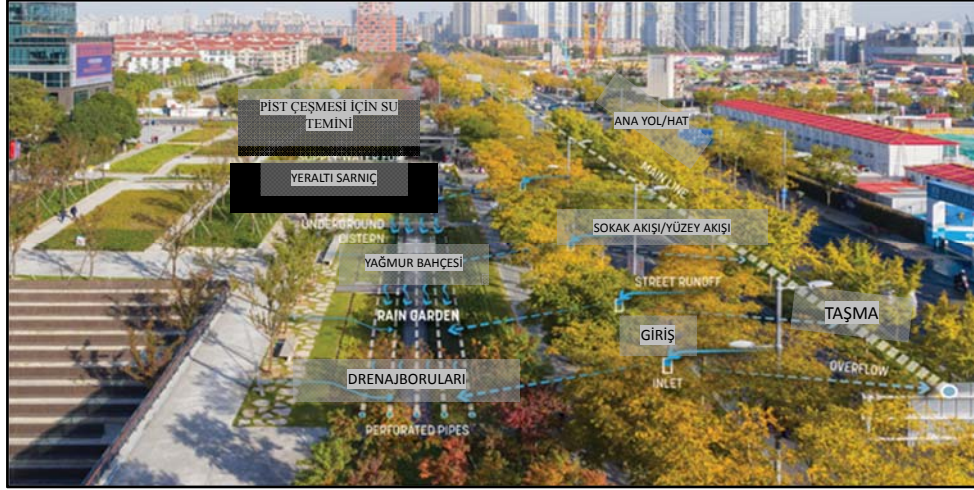 PİST ÇEŞMESİ İÇİN SU
TEMİNİ
ANA YOL/HAT
YERALTI SARNIÇ
MAIN LINE
UNDERGROUND
CISTERN
SOKAK AKIŞI/YÜZEY AKIŞI
YAĞMUR BAHÇESİ
STREET RUNOFF
RAIN GARDEN
TAŞMA
GİRİŞ
OVERFLOW
DRENAJBORULARI
INLET
PERFORATED PIPES